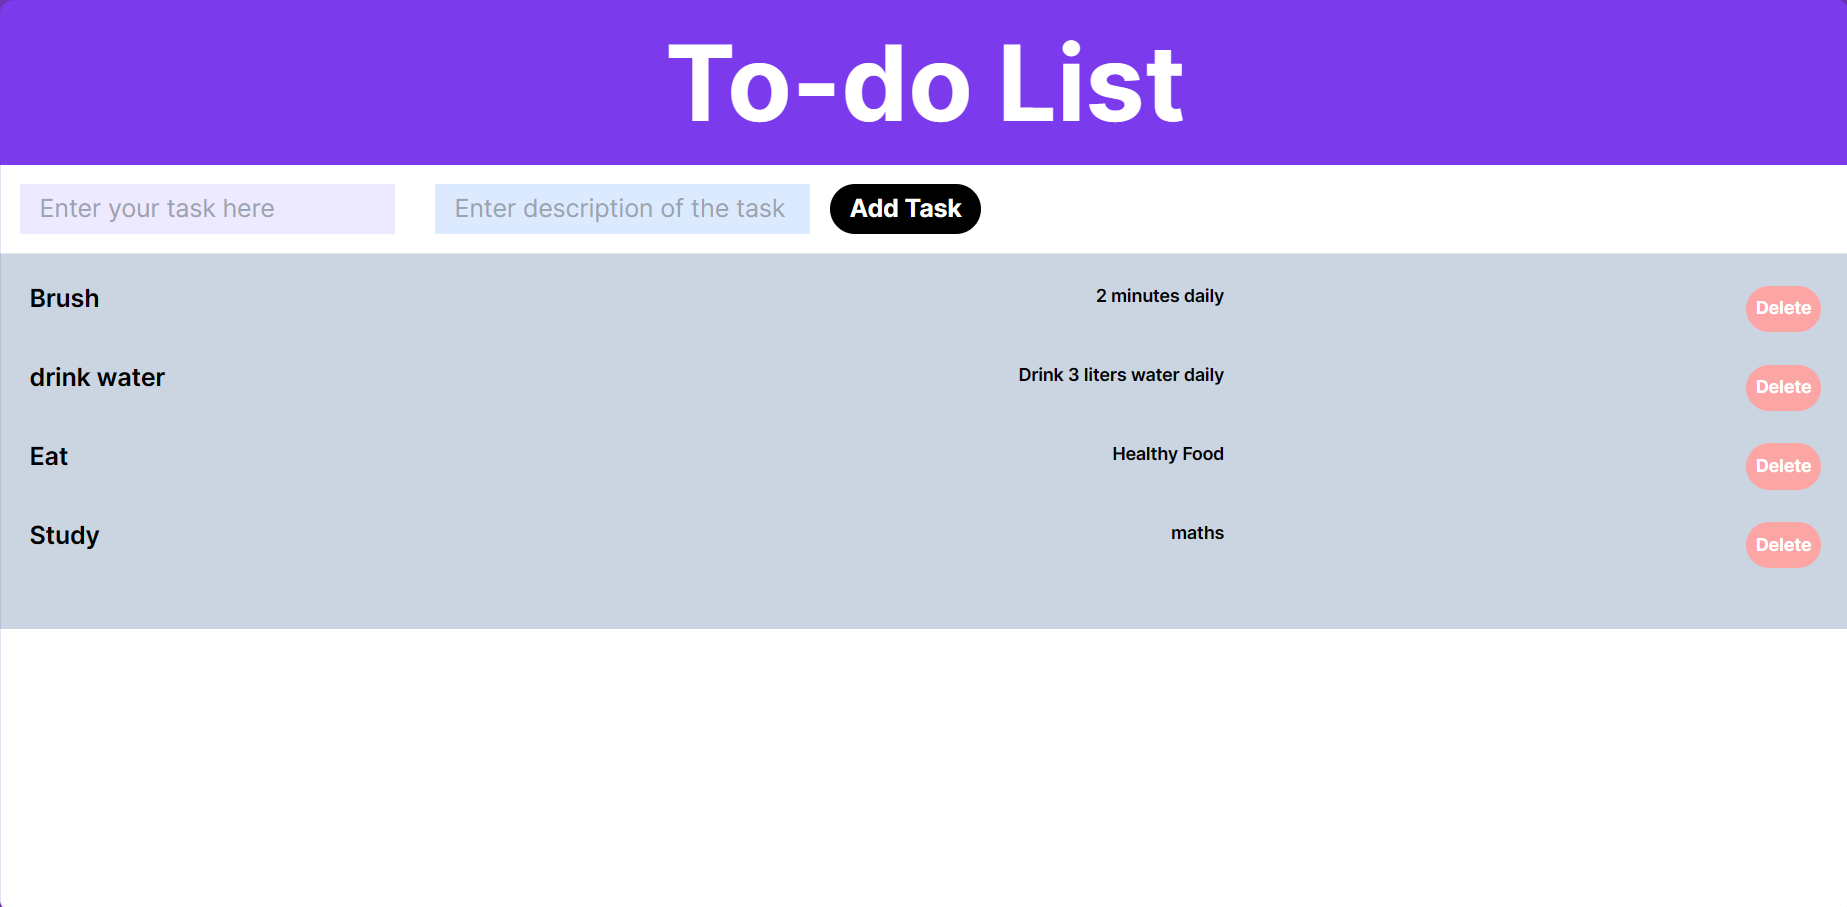 To-do List
Enter your task here Enter description of the task Add Task
Brush 2 minutes daily Delete
drink water Drink 3 liters water daily Delete
Eat Healthy Food Delete
Study maths Delete